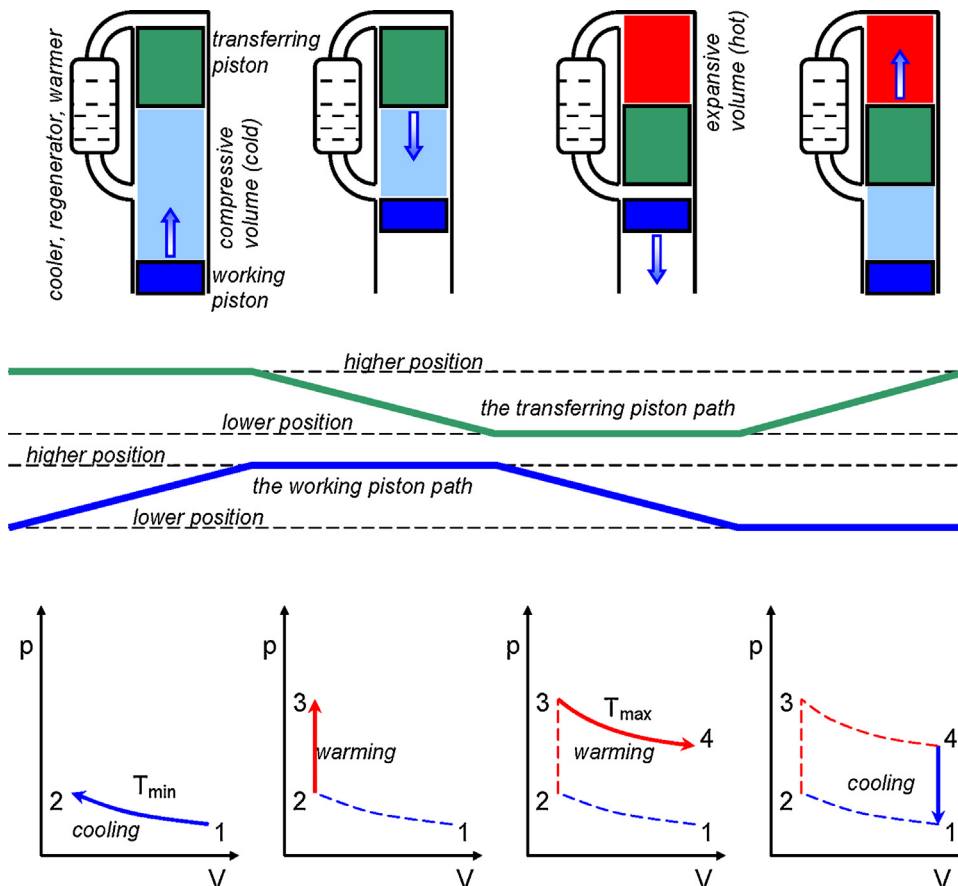 cooler, regenerator, warmer
transferring
piston
compressive
volume (cold)
working
piston
expansive
volume (hot)
higher position
the transferring piston path
lower position
higher position
the working piston path
lower position
p
2
T min
cooling
1
V
p
3
warming
2
1
V
p
3
T max
4
warming
2
1
V
p
3
4
cooling
2
1
V